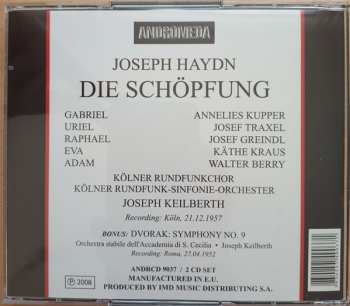 ANDROMEDA
JOSEPH HAYDN
DIE SCHÖPFUNG
GABRIEL ANNELIES KUPPER
URIEL JOSEF TRAXEL
RAPHAEL JOSEF GREINDL
EVA KÄTHE KRAUS
ADAM WALTER BERRY
KÖLNER RUNDFUNKCHOR
KÖLNER RUNDFUNK-SINFONIE-ORCHESTER
JOSEPH KEILBERTH
Recording: Köln, 21.12.1957
BONUS: DVORAK: SYMPHONY NO. 9
Orchestra stabile dell'Accademia di S. Cecilia - Joseph Keilberth
Recording: Roma, 27.04.1952
ANDRCD 9037 / 2 CD SET
℗ 2008 MANUFACTURED IN E.U.
PRODUCED BY IMD MUSIC DISTRIBUTING S.A.